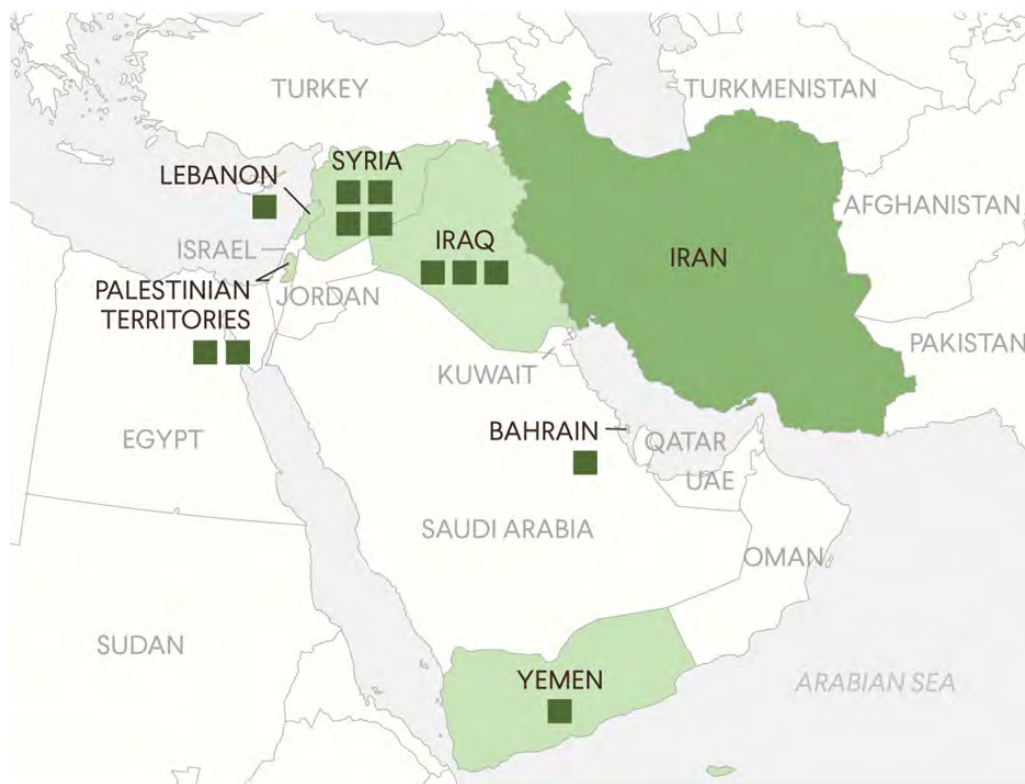 TURKEY
TURKMENISTAN
SYRIA
LEBANON
AFGHANISTAN
ISRAEL
IRAQ
IRAN
PALESTINIAN
TERRITORIES
JORDAN
PAKISTAN
KUWAIT
EGYPT
BAHRAIN
QATAR
UAE
SAUDI ARABIA
OMAN
SUDAN
YEMEN
ARABIAN SEA